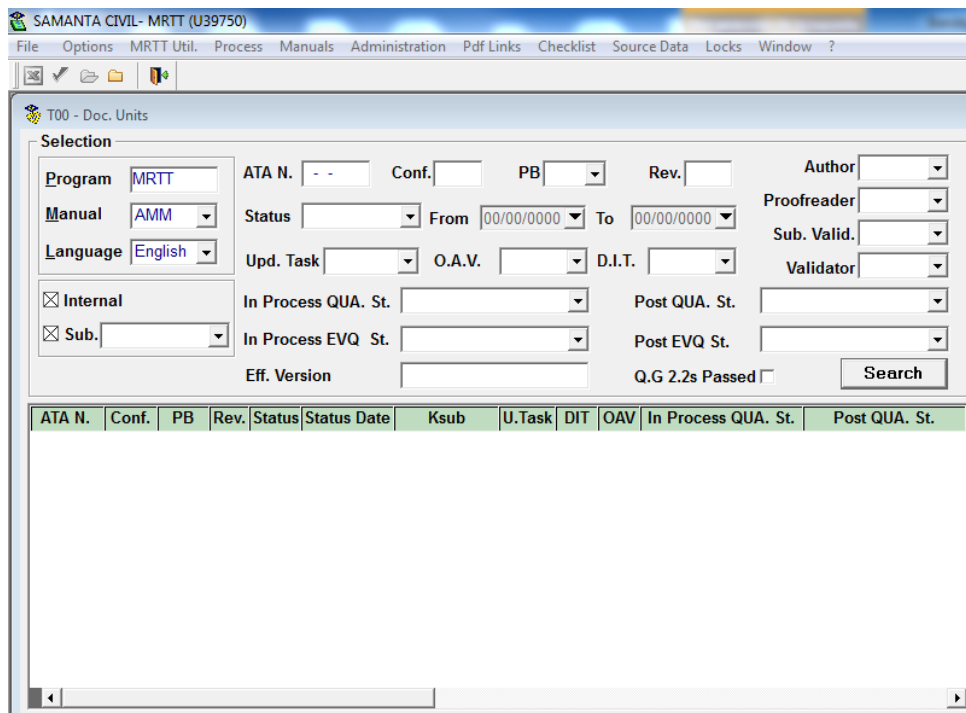 SAMANTA CIVIL- MRTT (U39750)
File Options MRTT Util. Process Manuals Administration Pdf Links Checklist Source Data Locks Window ?
T00 - Doc. Units
Selection
Program MRTT ATA N. - - Conf. PB Rev. Author
Manual AMM Status From 00/00/0000 To 00/00/0000 Proofreader
Sub. Valid.
Language English Upd. Task O.A.V. D.I.T. Validator
Internal In Process QUA. St. Post QUA. St.
Sub. In Process EVQ St. Post EVQ St.
Eff. Version Q.G 2.2s Passed Search
ATA N. Conf. PB Rev. Status Status Date Ksub U.Task DIT OAV In Process QUA. St. Post QUA. St.